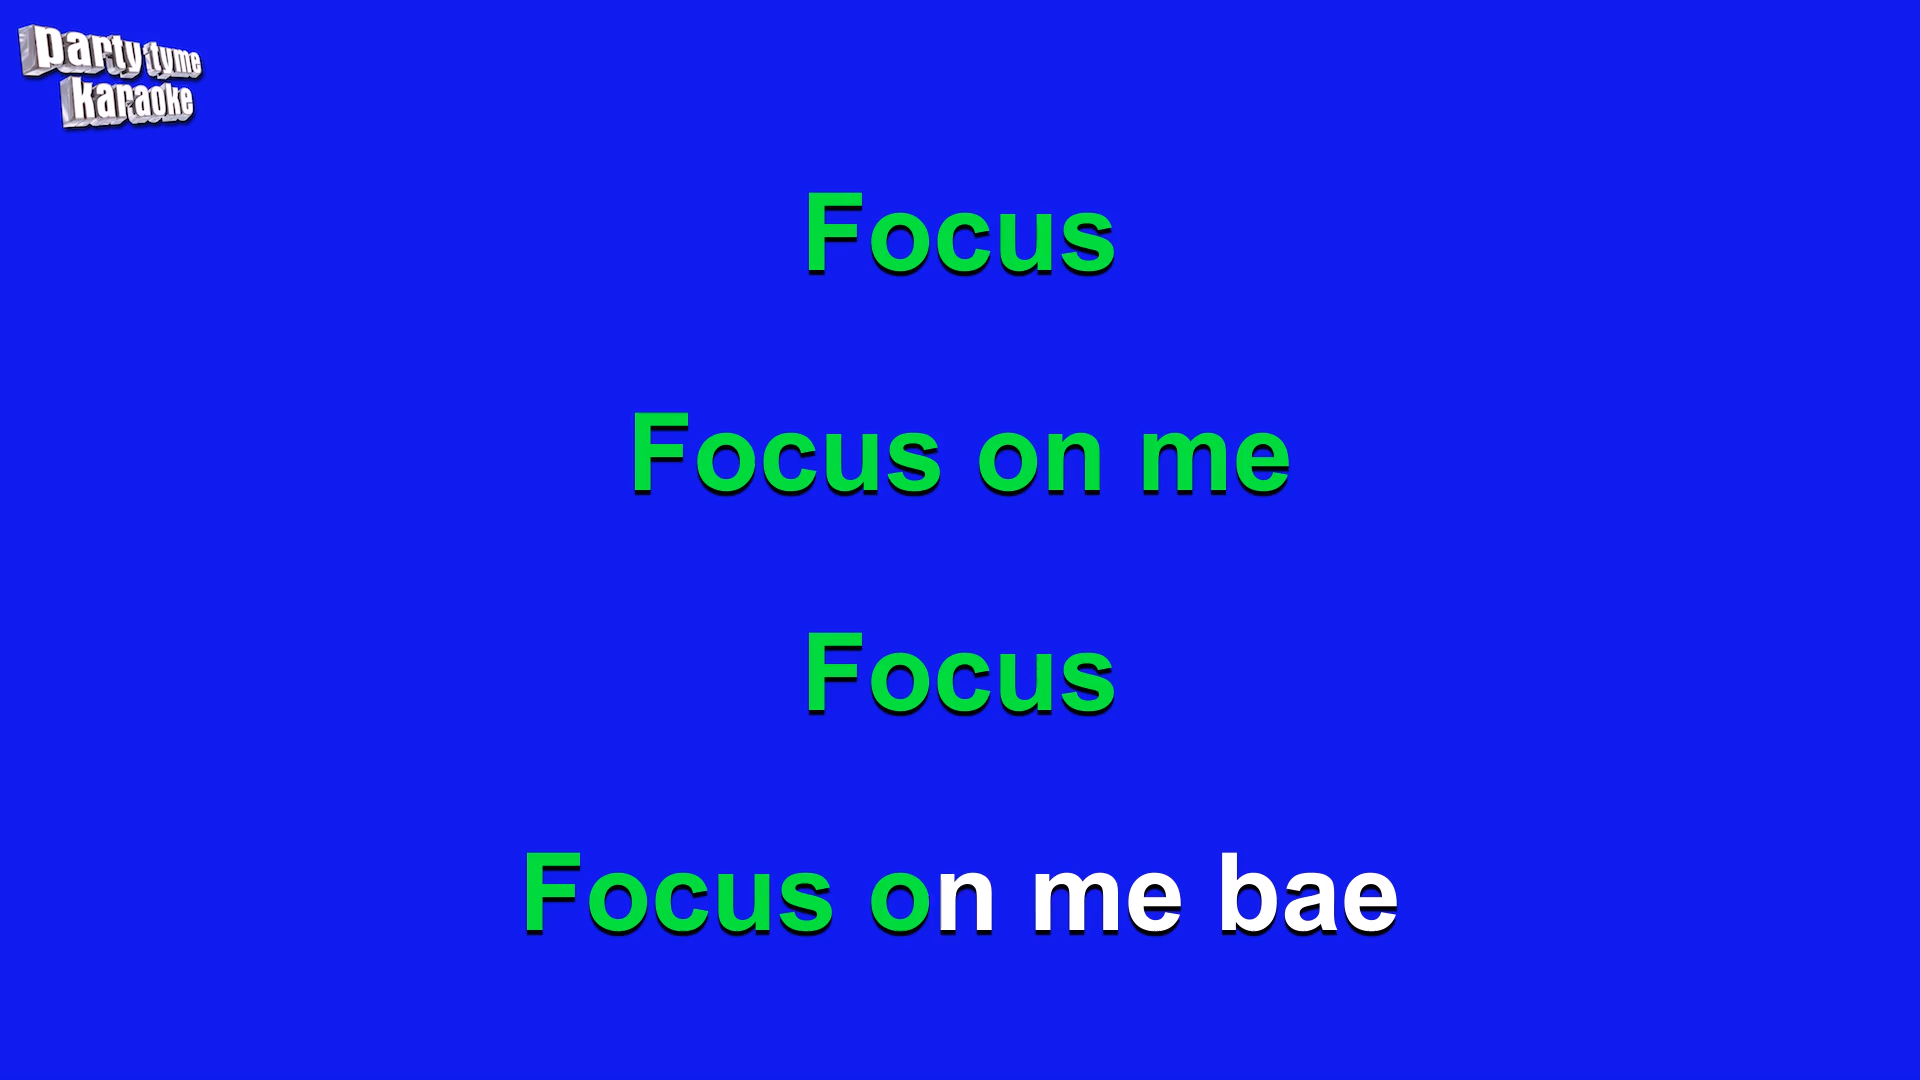 party tyme
karaoke
Focus
Focus on me
Focus
Focus on me bae